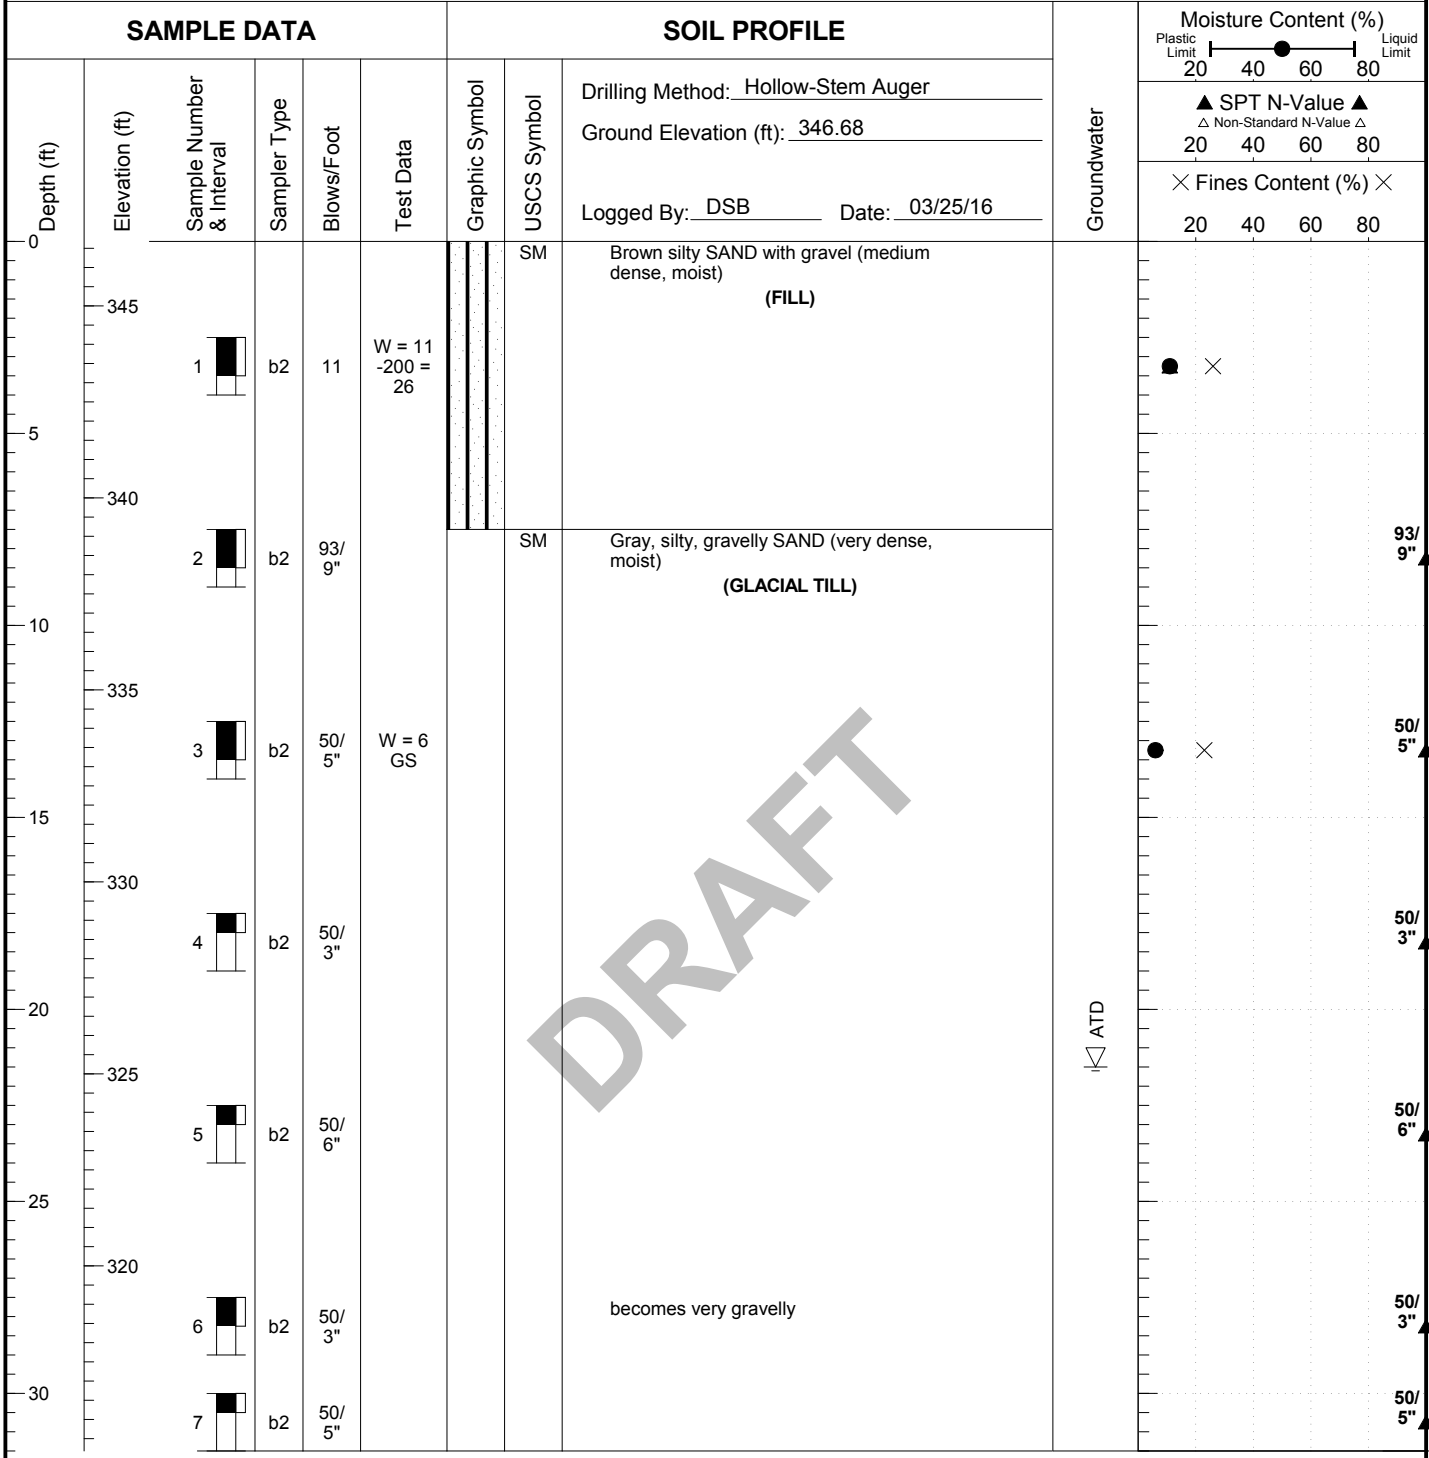 SAMPLE DATA
SOIL PROFILE
Depth (ft)
Elevation (ft)
Sample Number
& Interval
Sampler Type
Blows/Foot
Test Data
Graphic Symbol
USCS Symbol
Drilling Method: Hollow-Stem Auger
Ground Elevation (ft): 346.68
Logged By: DSB Date: 03/25/16
Groundwater
Moisture Content (%)
Plastic
Limit
Liquid
Limit
20 40 60 80
▲ SPT N-Value ▲
△ Non-Standard N-Value △
20 40 60 80
× Fines Content (%) ×
20 40 60 80
0
SM
Brown silty SAND with gravel (medium
dense, moist)
(FILL)
345
1 b2 11
W = 11
-200 =
26
5
340
SM
Gray, silty, gravelly SAND (very dense,
moist)
(GLACIAL TILL)
2 b2
93/
9"
93/
9"
10
335
3 b2
50/
5"
W = 6
GS
50/
5"
15
330
4 b2
50/
3"
50/
3"
DRAFT
20
ATD
325
5 b2
50/
6"
50/
6"
25
320
becomes very gravelly
6 b2
50/
3"
50/
3"
30
7 b2
50/
5"
50/
5"